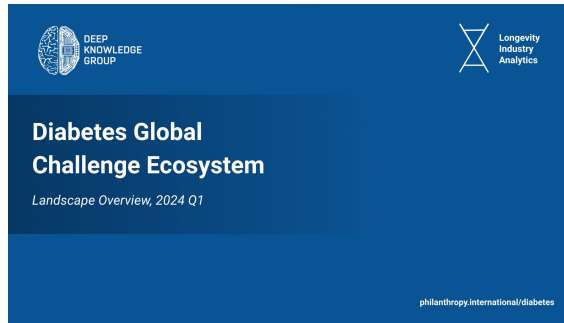 DEEP
KNOWLEDGE
GROUP
Longevity
Industry
Analytics
Diabetes Global
Challenge Ecosystem
Landscape Overview, 2024 Q1
philanthropy.international/diabetes